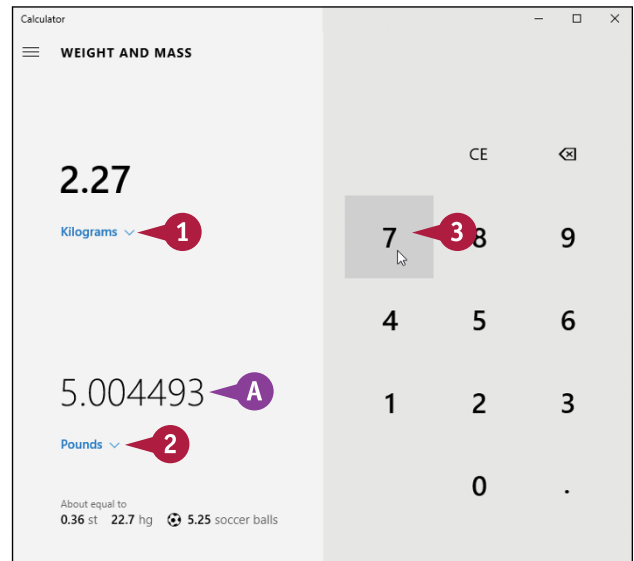 Calculator
WEIGHT AND MASS
2.27
Kilograms
1
5.004493
A
Pounds
2
About equal to
0.36 st 22.7 hg 5.25 soccer balls
CE
7 3 8 9
4 5 6
1 2 3
0 .